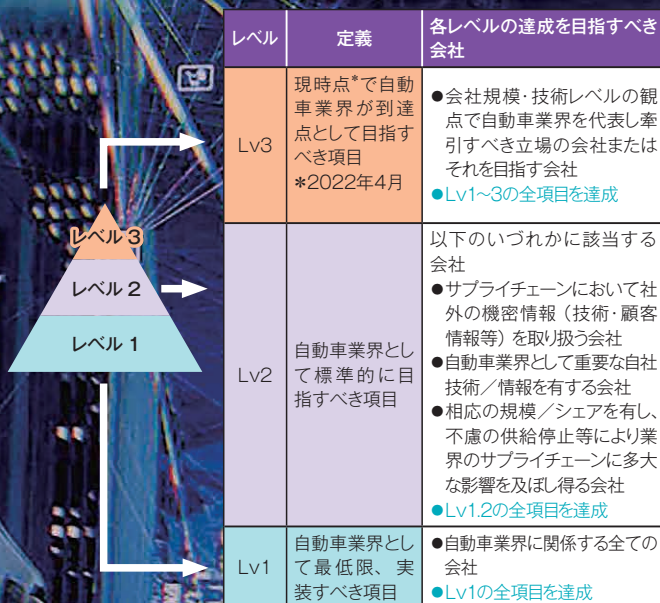 レベル
定義
各レベルの達成を目指すべき
会社
Lv3
現時点*で自動
車業界が到達
点として目指す
べき項目
*2022年4月
●会社規模・技術レベルの観
点で自動車業界を代表し牽
引すべき立場の会社または
それを目指す会社
●Lv1~3の全項目を達成
レベル 3
レベル 2
レベル 1
Lv2
自動車業界とし
て標準的に目
指すべき項目
以下のいづれかに該当する
会社
●サプライチェーンにおいて社
外の機密情報(技術・顧客
情報等)を取り扱う会社
●自動車業界として重要な自社
技術/情報を有する会社
●相応の規模/シェアを有し、
不慮の供給停止等により業
界のサプライチェーンに多大
な影響を及ぼし得る会社
●Lv1.2の全項目を達成
Lv1
自動車業界とし
て最低限、実
装すべき項目
●自動車業界に関係する全ての
会社
●Lv1の全項目を達成